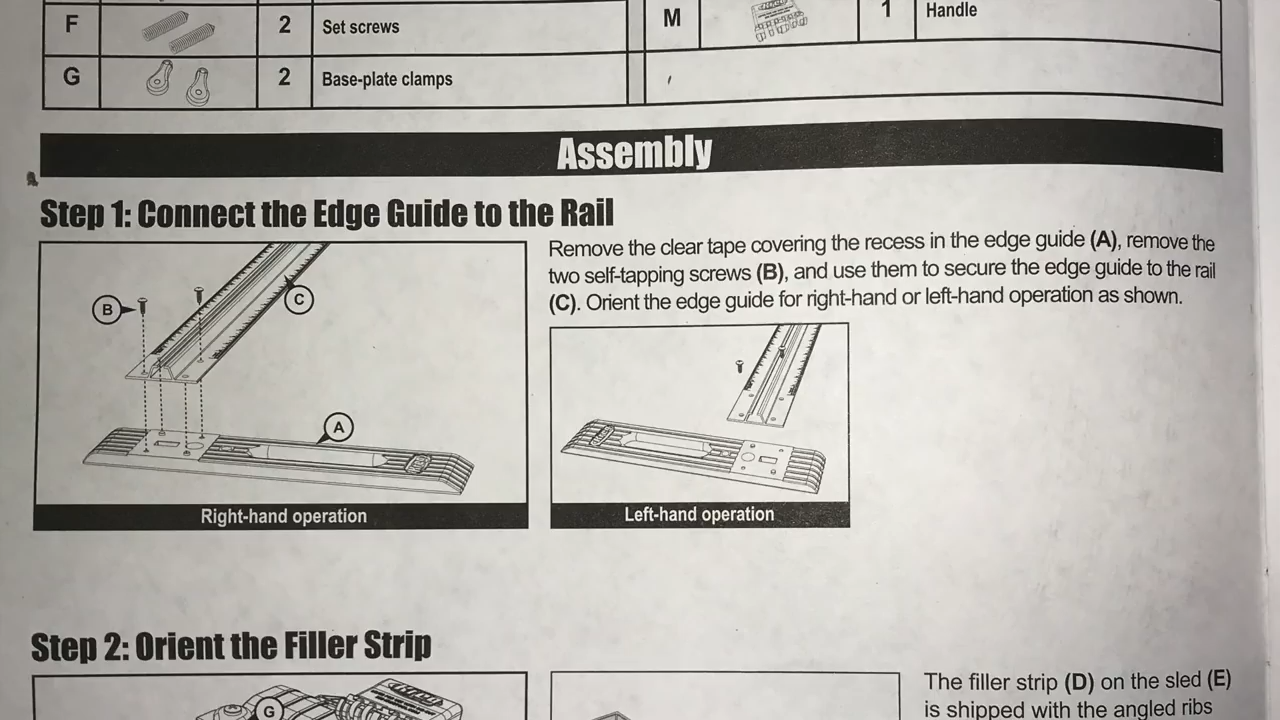 F 2 Set screws M 1 Handle
G 2 Base-plate clamps
Assembly
Step 1: Connect the Edge Guide to the Rail
Remove the clear tape covering the recess in the edge guide (A), remove the
two self-tapping screws (B), and use them to secure the edge guide to the rail
(C). Orient the edge guide for right-hand or left-hand operation as shown.
B
C
A
Right-hand operation
Left-hand operation
Step 2: Orient the Filler Strip
G
The filler strip (D) on the sled (E)
is shipped with the angled ribs